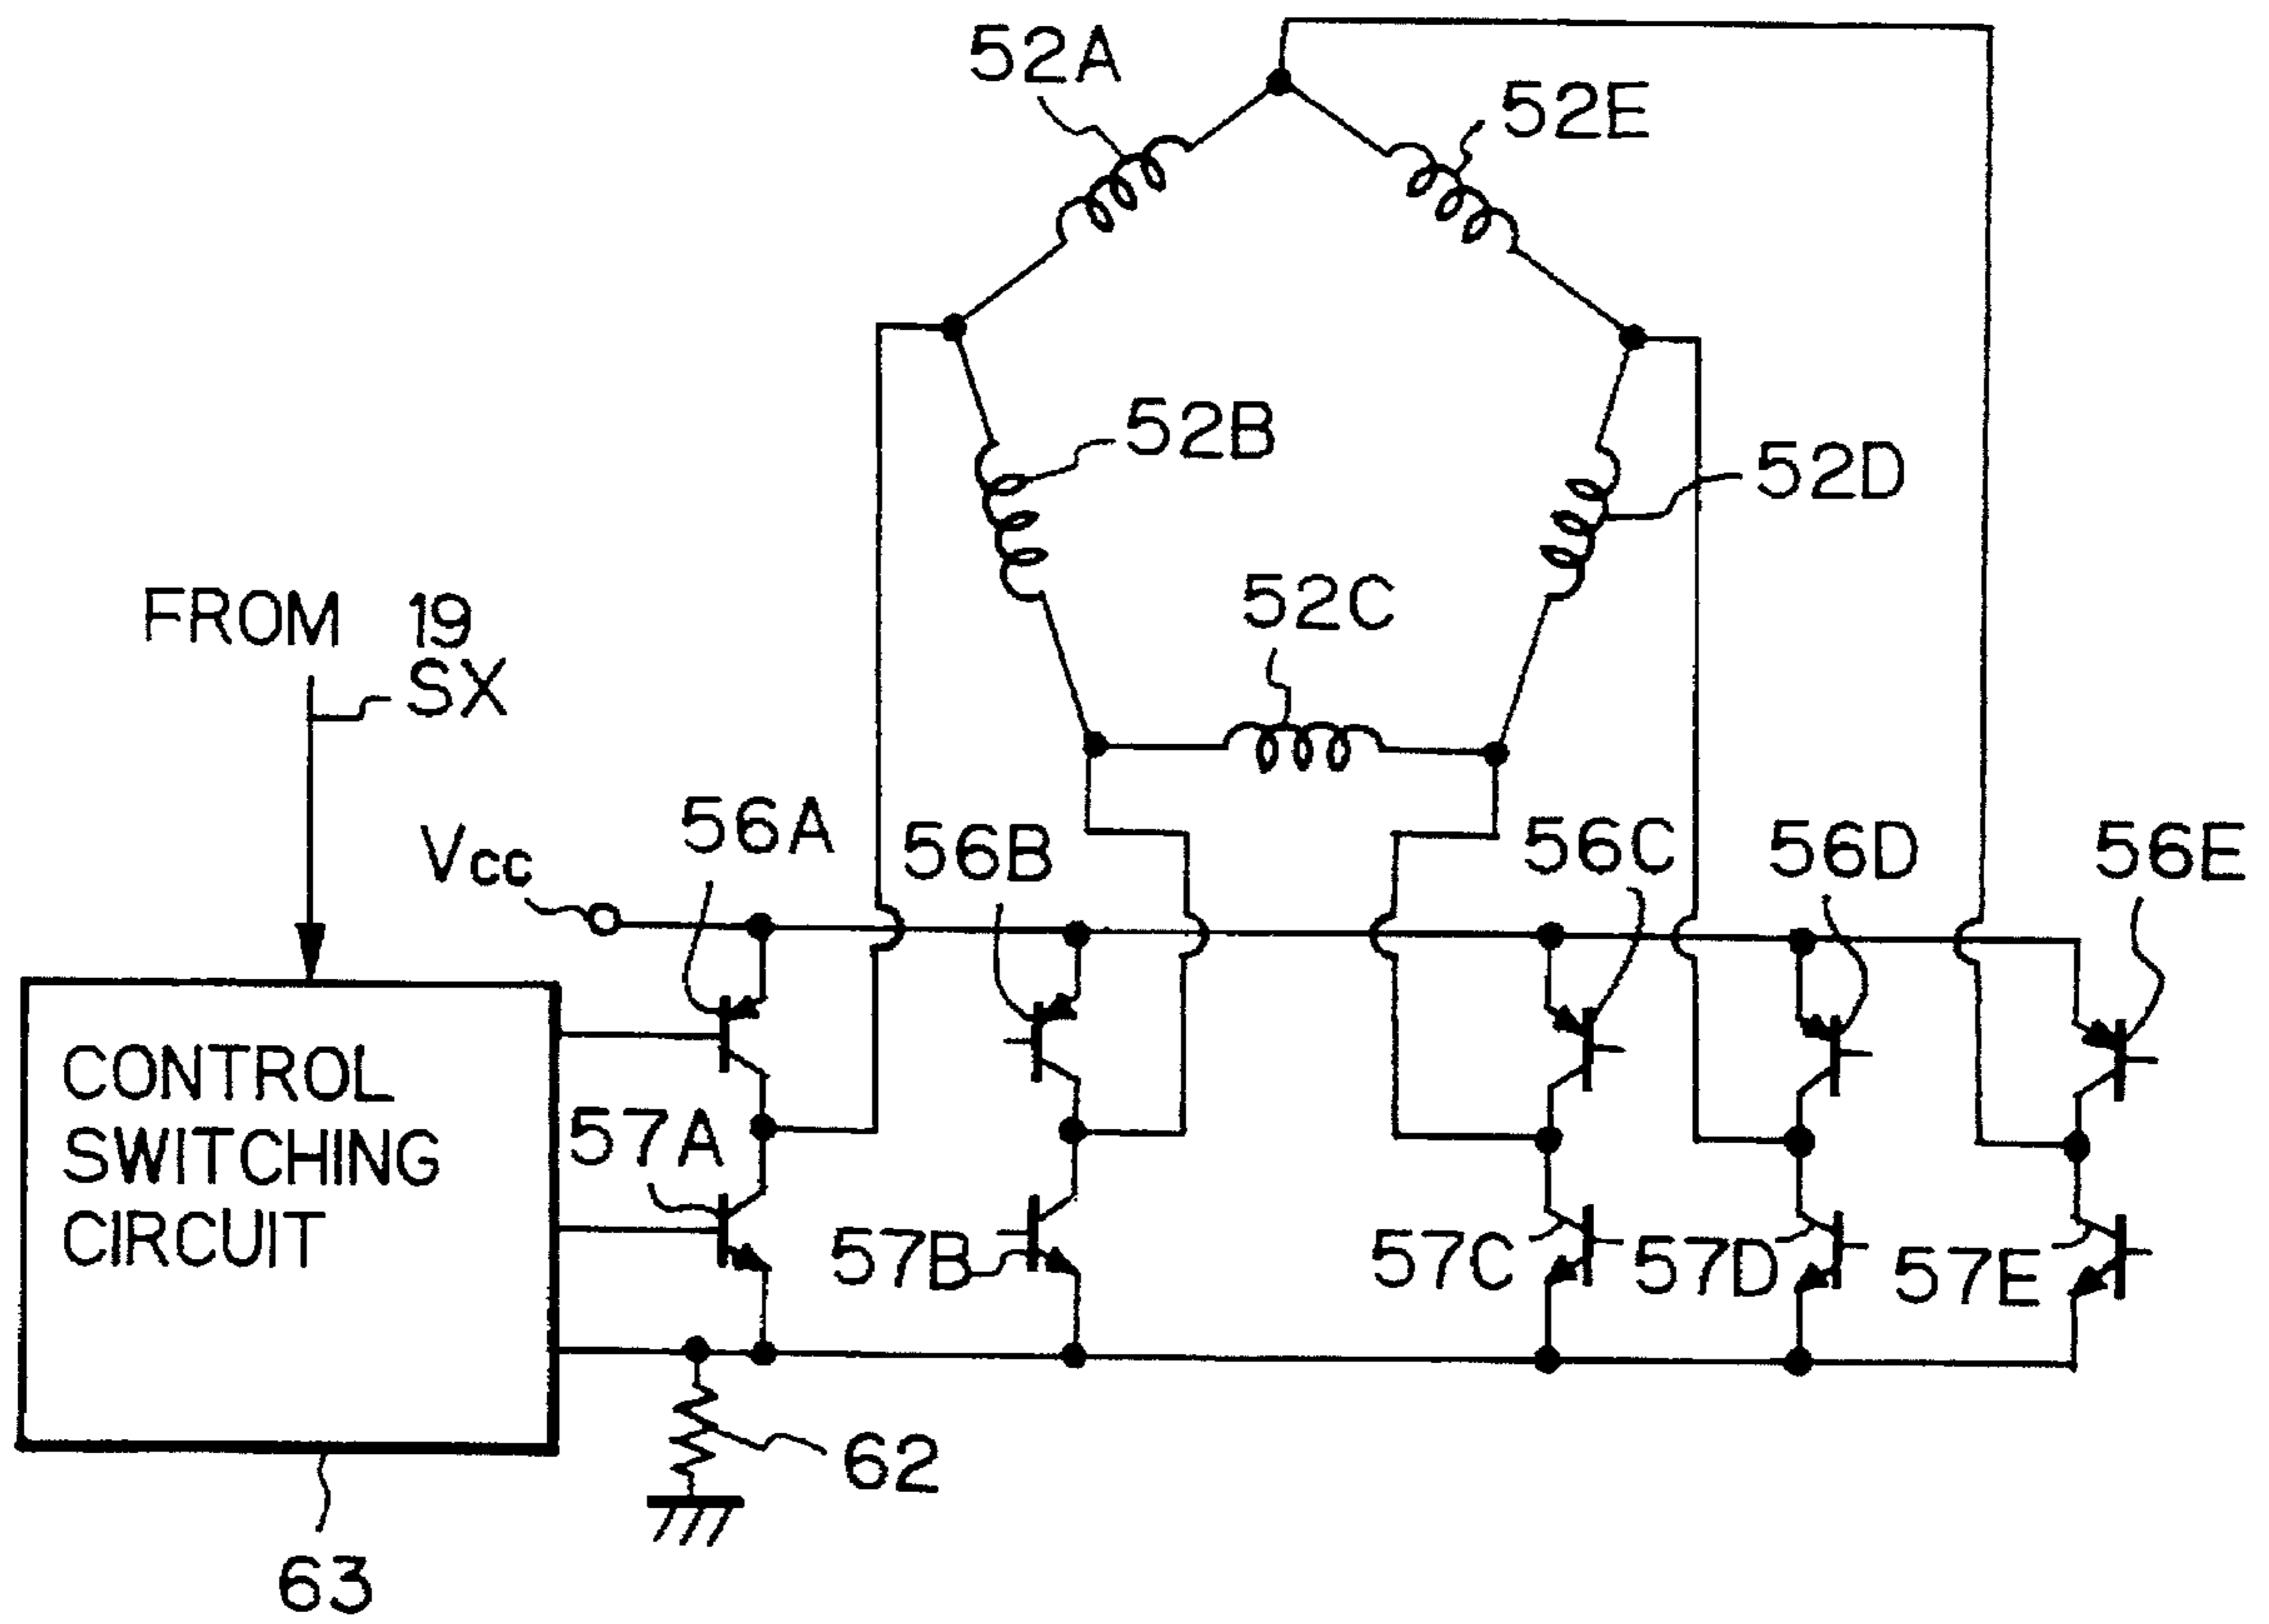 52A
52E
52B
52D
52C
FROM 19
SX
Vcc
56A
56B
56C
56D
56E
CONTROL
SWITCHING
CIRCUIT
57A
57B
57C
57D
57E
62
63